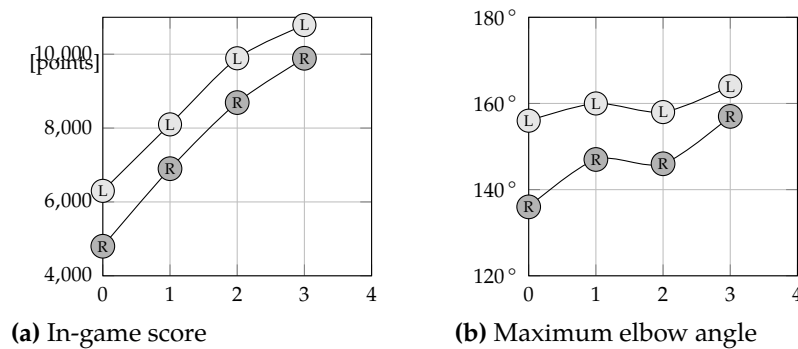 10,000
[points]
8,000
6,000
4,000
0 1 2 3 4
L L L L
R R R R
(a) In-game score
180°
160°
140°
120°
0 1 2 3 4
L L L L
R R R R
(b) Maximum elbow angle